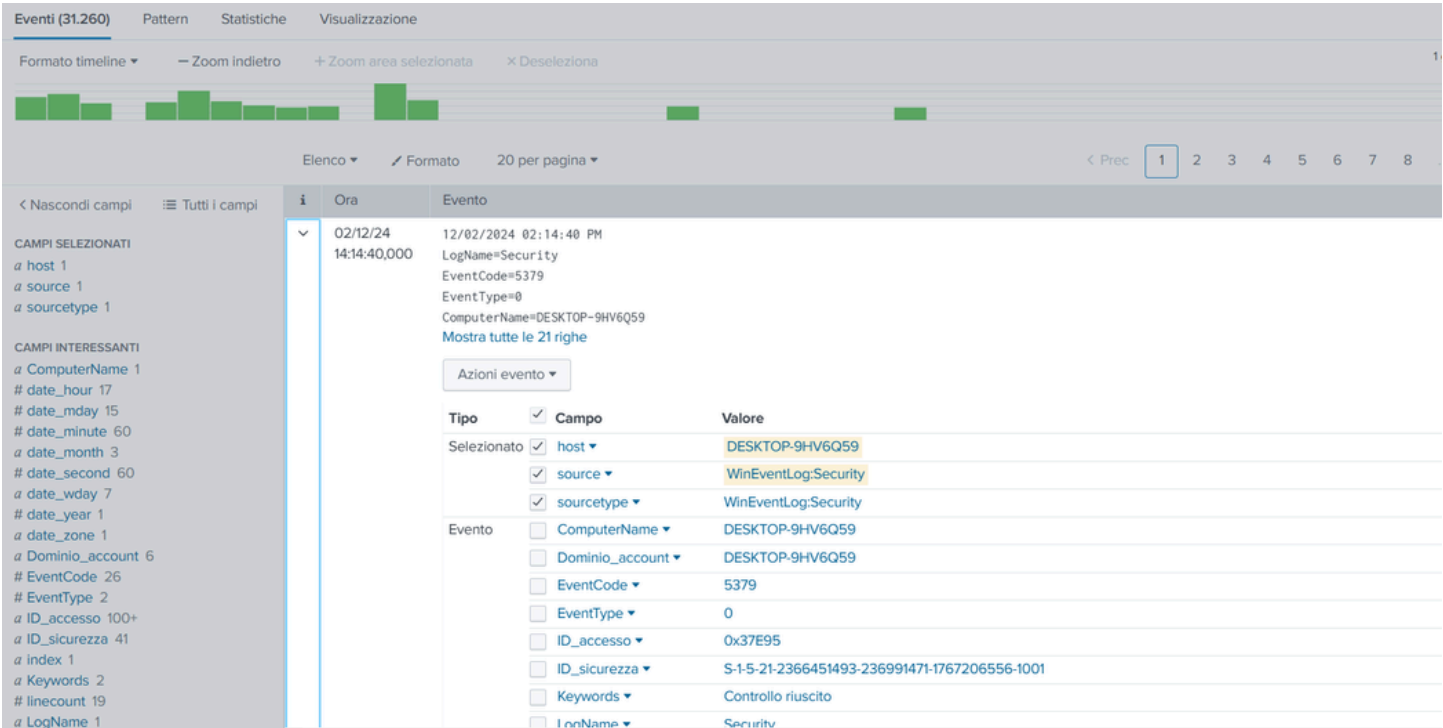 Eventi (31.260) Pattern Statistiche Visualizzazione
Formato timeline ▾ — Zoom indietro + Zoom area selezionata × Deseleziona
Elenco ▾ Formato 20 per pagina ▾ < Prec 1 2 3 4 5 6 7 8
< Nascondi campi Tutti i campi
CAMPI SELEZIONATI
a host 1
a source 1
a sourcetype 1
CAMPI INTERESSANTI
a ComputerName 1
# date_hour 17
# date_mday 15
# date_minute 60
a date_month 3
# date_second 60
a date_wday 7
# date_year 1
a date_zone 1
a Dominio_account 6
# EventCode 26
# EventType 2
a ID_accesso 100+
a ID_sicurezza 41
a index 1
a Keywords 2
# linecount 19
a LogName 1
i Ora Evento
02/12/24
14:14:40,000
12/02/2024 02:14:40 PM
LogName=Security
EventCode=5379
EventType=0
ComputerName=DESKTOP-9HV6Q59
Mostra tutte le 21 righe
Azioni evento ▾
Tipo ✓ Campo Valore
Selezionato ✓ host ▾ DESKTOP-9HV6Q59
✓ source ▾ WinEventLog:Security
✓ sourcetype ▾ WinEventLog:Security
Evento ComputerName ▾ DESKTOP-9HV6Q59
Dominio_account ▾ DESKTOP-9HV6Q59
EventCode ▾ 5379
EventType ▾ 0
ID_accesso ▾ 0x37E95
ID_sicurezza ▾ S-1-5-21-2366451493-236991471-1767206556-1001
Keywords ▾ Controllo riuscito
LogName ▾ Security